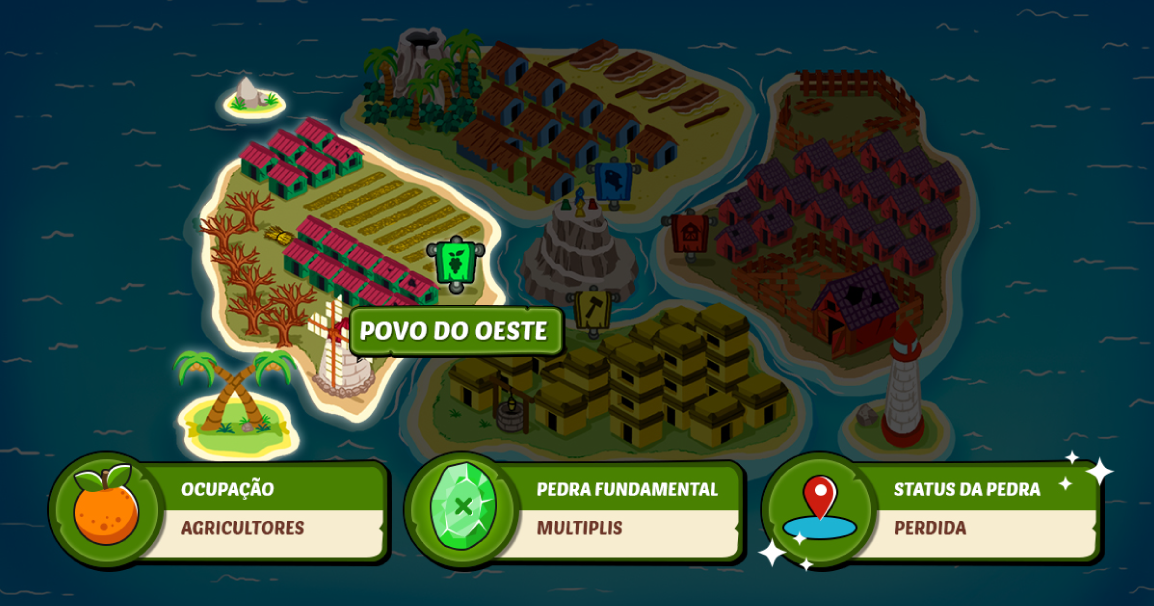 POVO DO OESTE
OCUPAÇÃO
AGRICULTORES
PEDRA FUNDAMENTAL
MULTIPLIS
STATUS DA PEDRA
PERDIDA